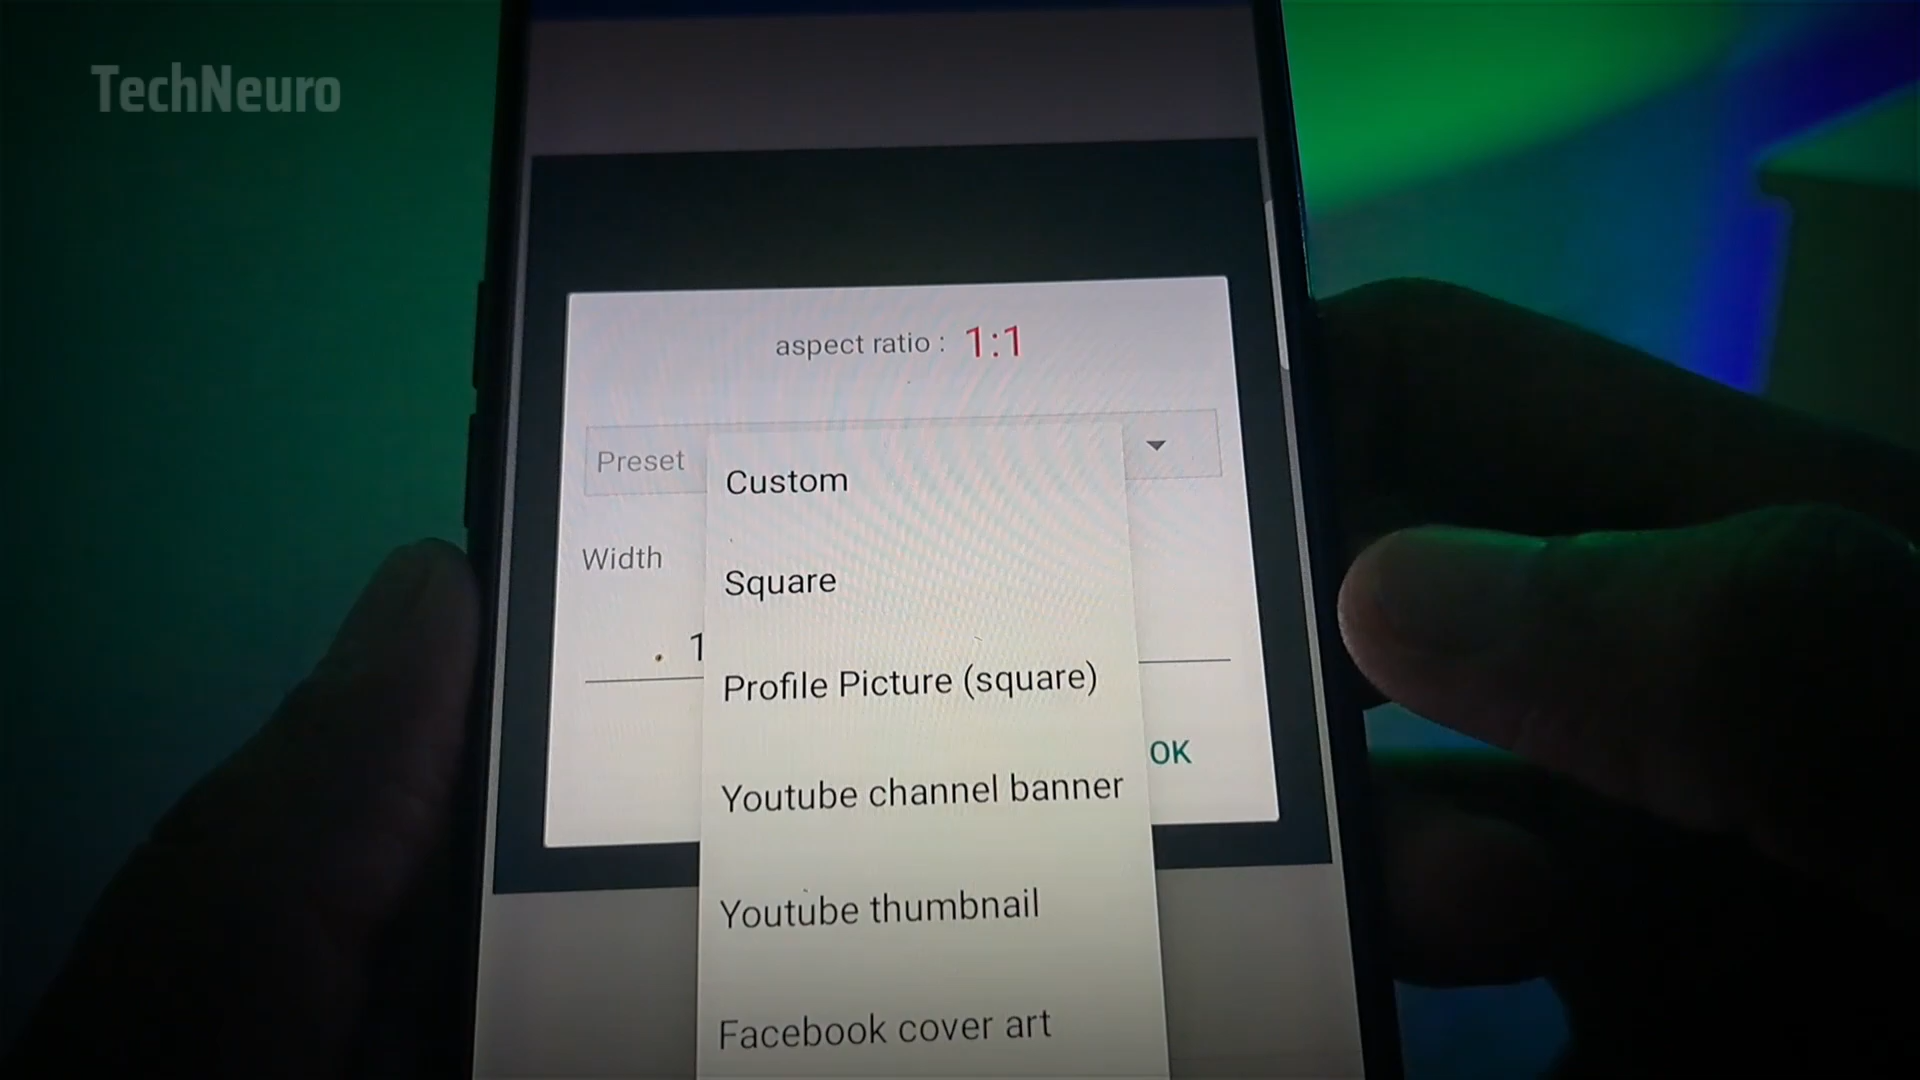 TechNeuro
aspect ratio : 1:1
Preset
Custom
Width
Square
1
Profile Picture (square)
OK
Youtube channel banner
Youtube thumbnail
Facebook cover art